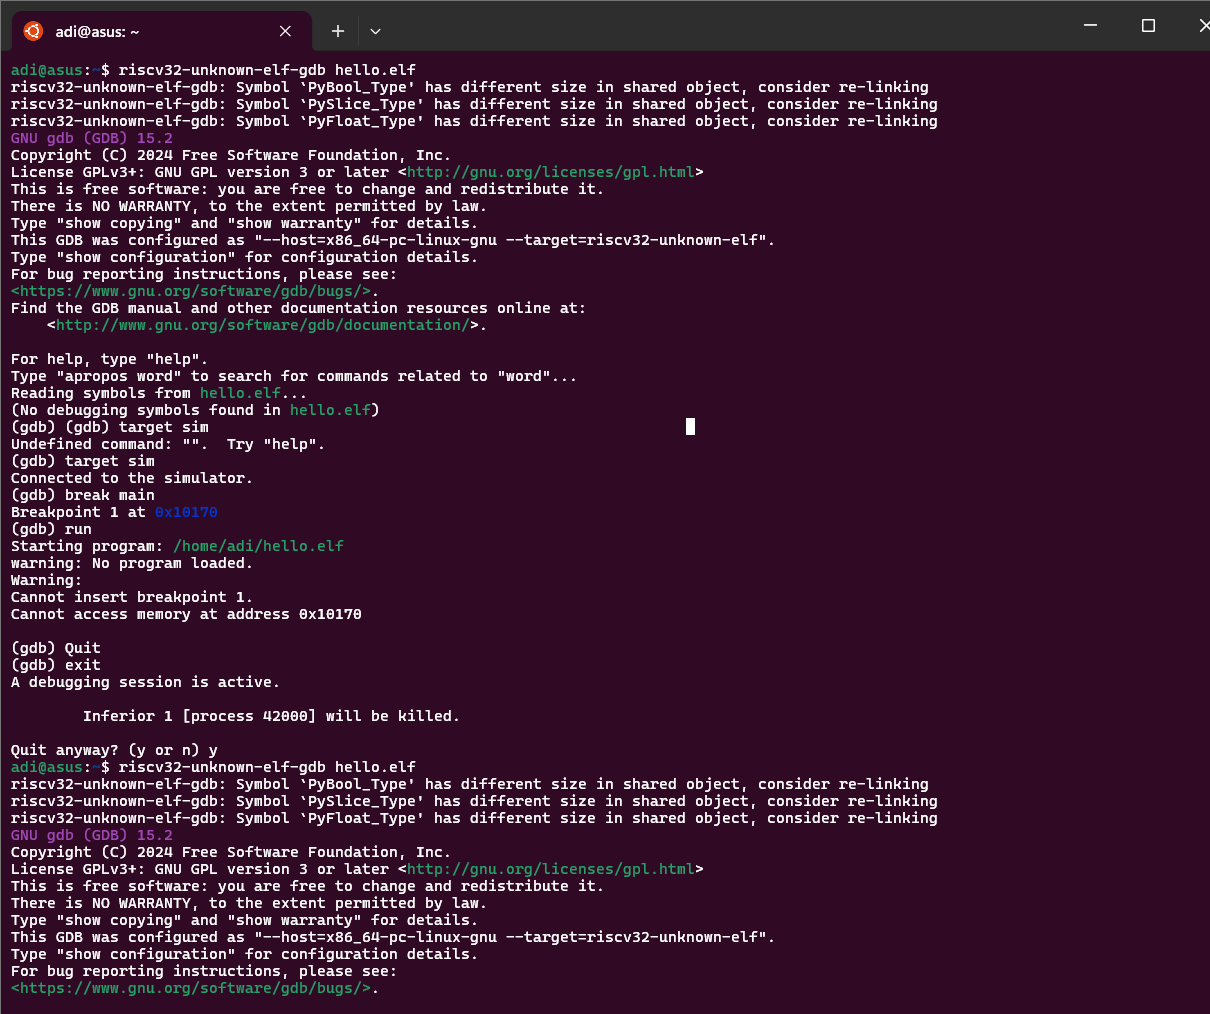 adi@asus: ~
adi@asus:~$ riscv32-unknown-elf-gdb hello.elf
riscv32-unknown-elf-gdb: Symbol `PyBool_Type' has different size in shared object, consider re-linking
riscv32-unknown-elf-gdb: Symbol `PySlice_Type' has different size in shared object, consider re-linking
riscv32-unknown-elf-gdb: Symbol `PyFloat_Type' has different size in shared object, consider re-linking
GNU gdb (GDB) 15.2
Copyright (C) 2024 Free Software Foundation, Inc.
License GPLv3+: GNU GPL version 3 or later <http://gnu.org/licenses/gpl.html>
This is free software: you are free to change and redistribute it.
There is NO WARRANTY, to the extent permitted by law.
Type "show copying" and "show warranty" for details.
This GDB was configured as "--host=x86_64-pc-linux-gnu --target=riscv32-unknown-elf".
Type "show configuration" for configuration details.
For bug reporting instructions, please see:
<https://www.gnu.org/software/gdb/bugs/>.
Find the GDB manual and other documentation resources online at:
    <http://www.gnu.org/software/gdb/documentation/>.

For help, type "help".
Type "apropos word" to search for commands related to "word"...
Reading symbols from hello.elf...
(No debugging symbols found in hello.elf)
(gdb) (gdb) target sim
Undefined command: "".  Try "help".
(gdb) target sim
Connected to the simulator.
(gdb) break main
Breakpoint 1 at 0x10170
(gdb) run
Starting program: /home/adi/hello.elf
warning: No program loaded.
Warning:
Cannot insert breakpoint 1.
Cannot access memory at address 0x10170

(gdb) Quit
(gdb) exit
A debugging session is active.

        Inferior 1 [process 42000] will be killed.

Quit anyway? (y or n) y
adi@asus:~$ riscv32-unknown-elf-gdb hello.elf
riscv32-unknown-elf-gdb: Symbol `PyBool_Type' has different size in shared object, consider re-linking
riscv32-unknown-elf-gdb: Symbol `PySlice_Type' has different size in shared object, consider re-linking
riscv32-unknown-elf-gdb: Symbol `PyFloat_Type' has different size in shared object, consider re-linking
GNU gdb (GDB) 15.2
Copyright (C) 2024 Free Software Foundation, Inc.
License GPLv3+: GNU GPL version 3 or later <http://gnu.org/licenses/gpl.html>
This is free software: you are free to change and redistribute it.
There is NO WARRANTY, to the extent permitted by law.
Type "show copying" and "show warranty" for details.
This GDB was configured as "--host=x86_64-pc-linux-gnu --target=riscv32-unknown-elf".
Type "show configuration" for configuration details.
For bug reporting instructions, please see:
<https://www.gnu.org/software/gdb/bugs/>.